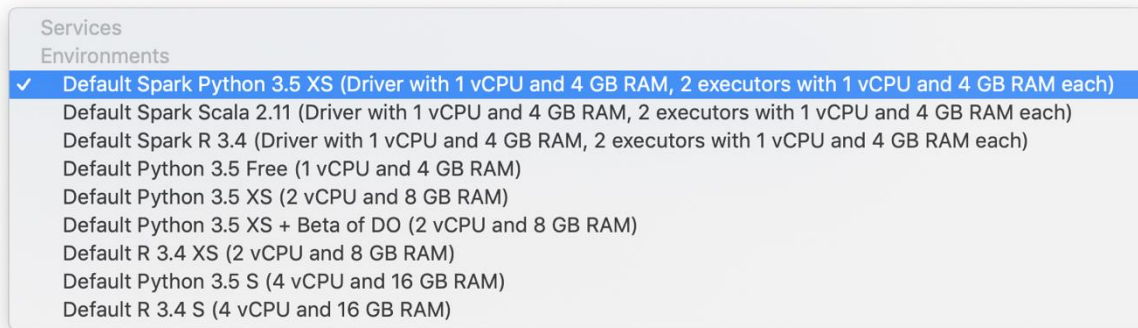 Services
Environments
✓ Default Spark Python 3.5 XS (Driver with 1 vCPU and 4 GB RAM, 2 executors with 1 vCPU and 4 GB RAM each)
Default Spark Scala 2.11 (Driver with 1 vCPU and 4 GB RAM, 2 executors with 1 vCPU and 4 GB RAM each)
Default Spark R 3.4 (Driver with 1 vCPU and 4 GB RAM, 2 executors with 1 vCPU and 4 GB RAM each)
Default Python 3.5 Free (1 vCPU and 4 GB RAM)
Default Python 3.5 XS (2 vCPU and 8 GB RAM)
Default Python 3.5 XS + Beta of DO (2 vCPU and 8 GB RAM)
Default R 3.4 XS (2 vCPU and 8 GB RAM)
Default Python 3.5 S (4 vCPU and 16 GB RAM)
Default R 3.4 S (4 vCPU and 16 GB RAM)